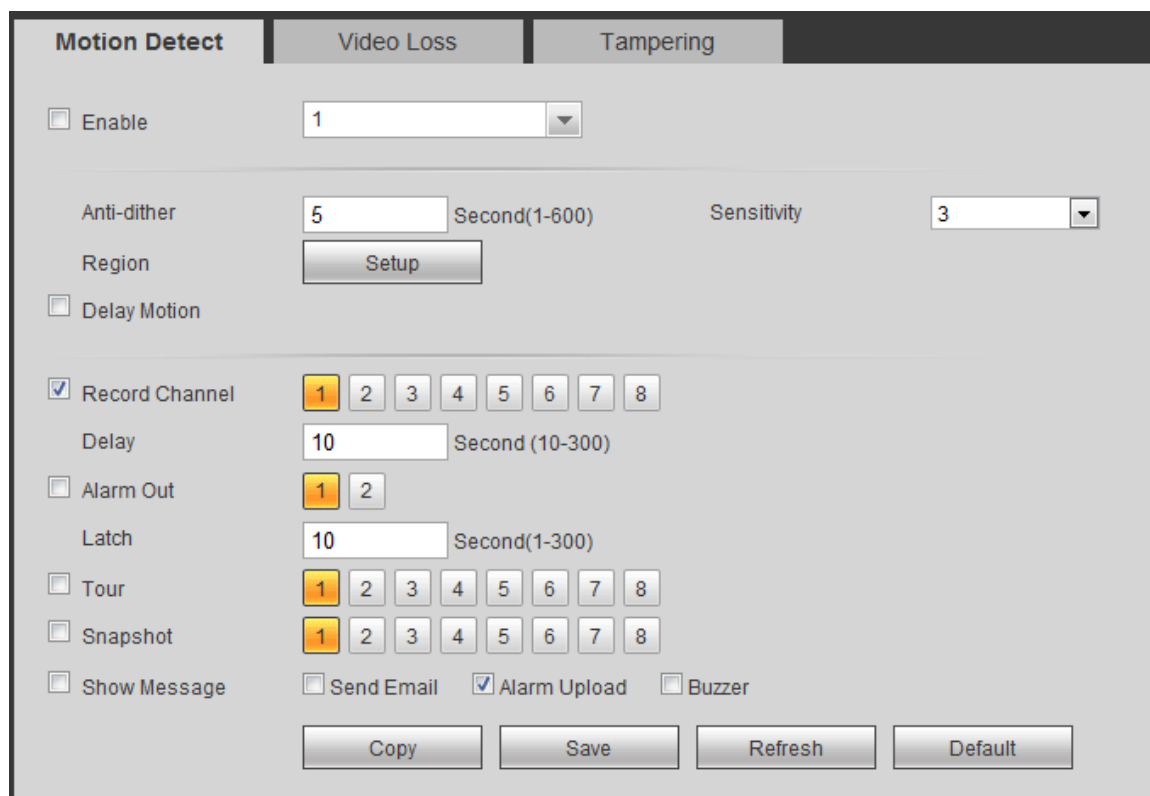 Motion Detect Video Loss Tampering
Enable 1
Anti-dither 5 Second(1-600) Sensitivity 3
Region Setup
Delay Motion
Record Channel 1 2 3 4 5 6 7 8
Delay 10 Second (10-300)
Alarm Out 1 2
Latch 10 Second(1-300)
Tour 1 2 3 4 5 6 7 8
Snapshot 1 2 3 4 5 6 7 8
Show Message Send Email Alarm Upload Buzzer
Copy Save Refresh Default